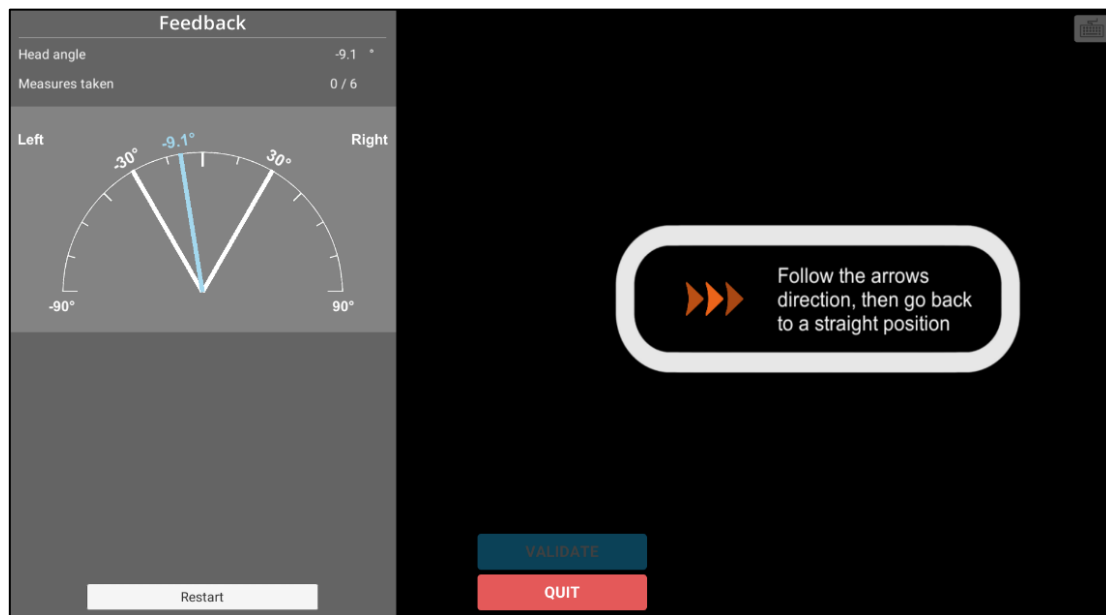 Feedback
Head angle -9.1 °
Measures taken 0 / 6
Left Right
-9.1°
-30° 30°
-90° 90°
Follow the arrows
direction, then go back
to a straight position
VALIDATE
QUIT
Restart